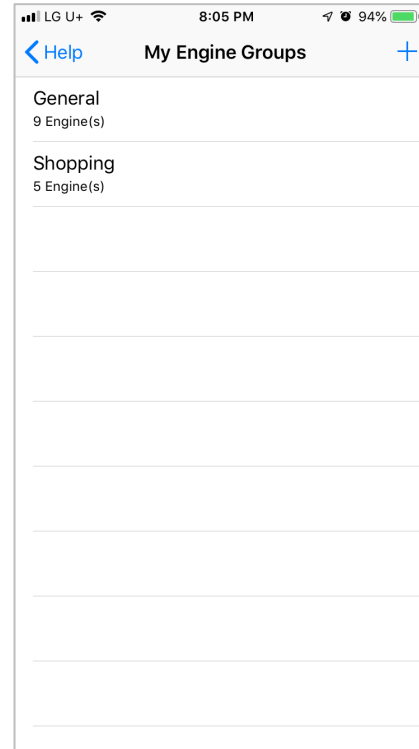 LG U+ 8:05 PM 94%
Help My Engine Groups +
General
9 Engine(s)
Shopping
5 Engine(s)